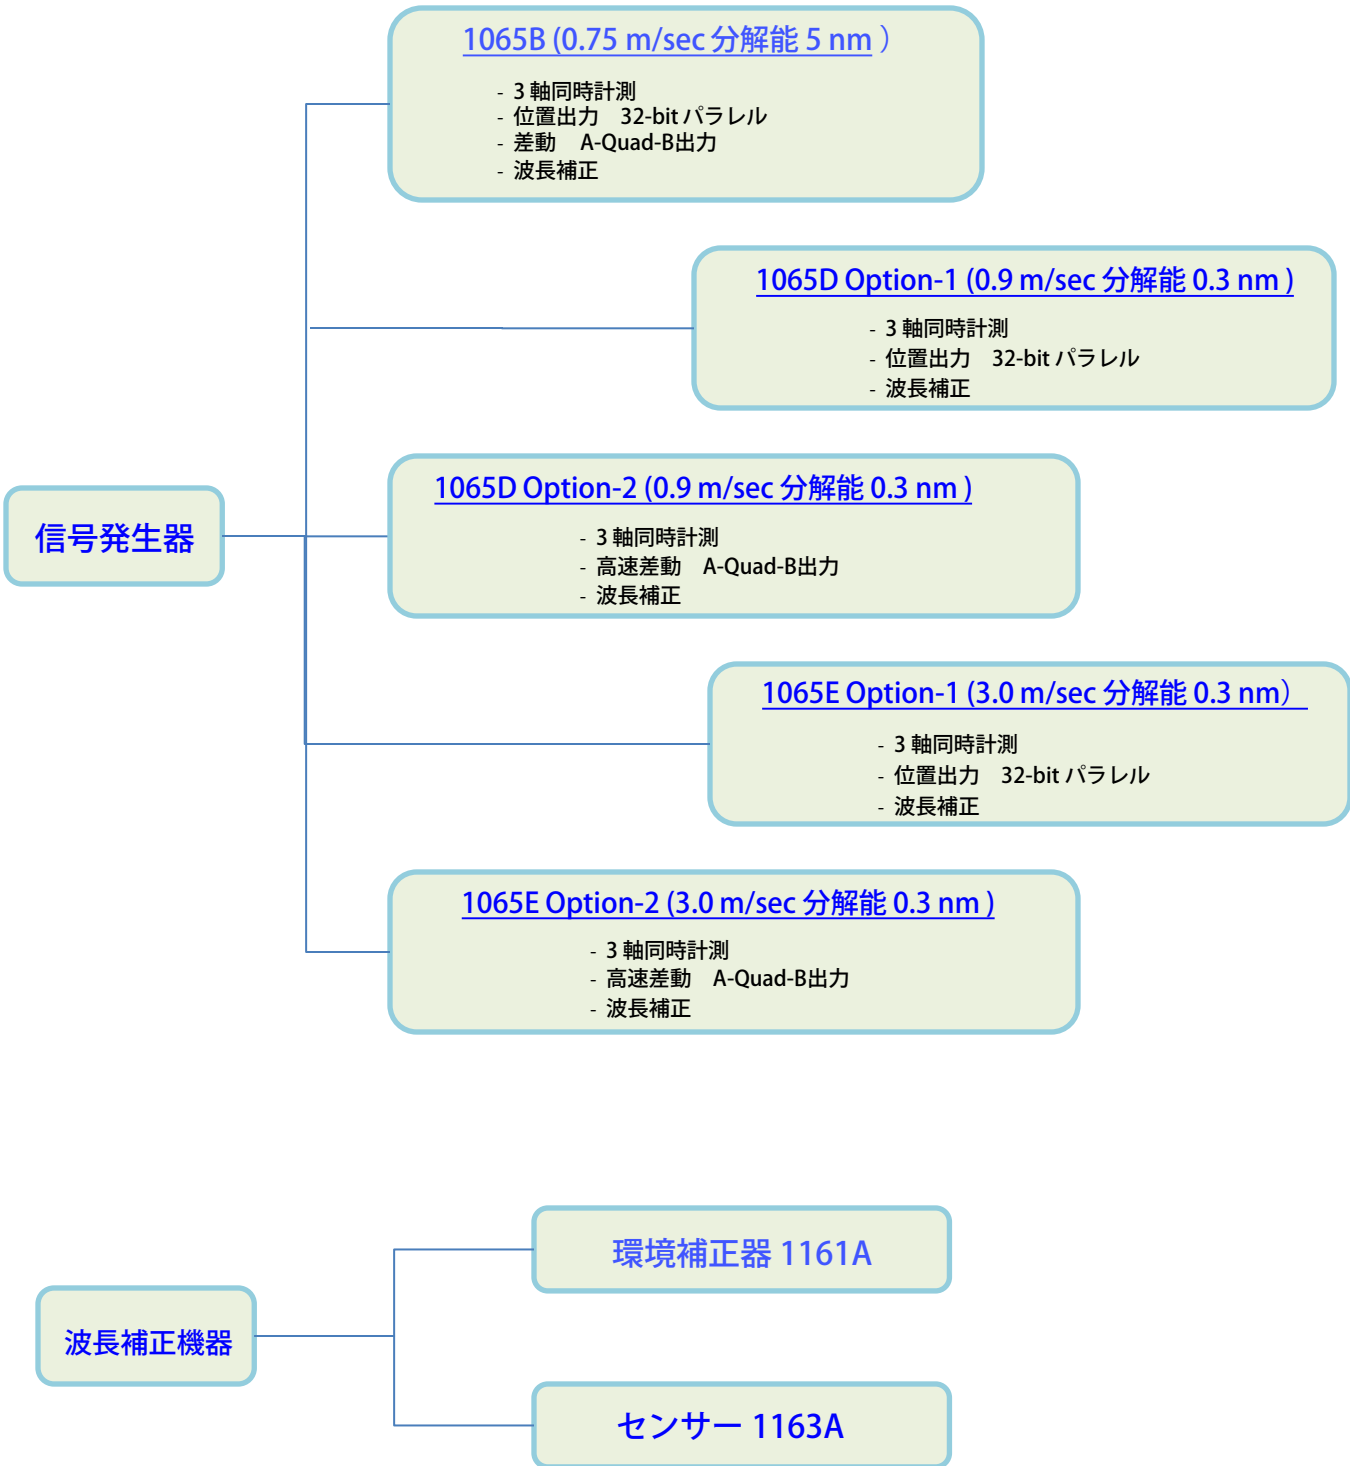 1065B (0.75 m/sec 分解能 5 nm ）
- 3 軸同時計測
- 位置出力　32-bit パラレル
- 差動　A-Quad-B出力
- 波長補正
1065D Option-1 (0.9 m/sec 分解能 0.3 nm )
- 3 軸同時計測
- 位置出力　32-bit パラレル
- 波長補正
信号発生器
1065D Option-2 (0.9 m/sec 分解能 0.3 nm )
- 3 軸同時計測
- 高速差動　A-Quad-B出力
- 波長補正
1065E Option-1 (3.0 m/sec 分解能 0.3 nm）
- 3 軸同時計測
- 位置出力　32-bit パラレル
- 波長補正
1065E Option-2 (3.0 m/sec 分解能 0.3 nm )
- 3 軸同時計測
- 高速差動　A-Quad-B出力
- 波長補正
環境補正器 1161A
波長補正機器
センサー 1163A